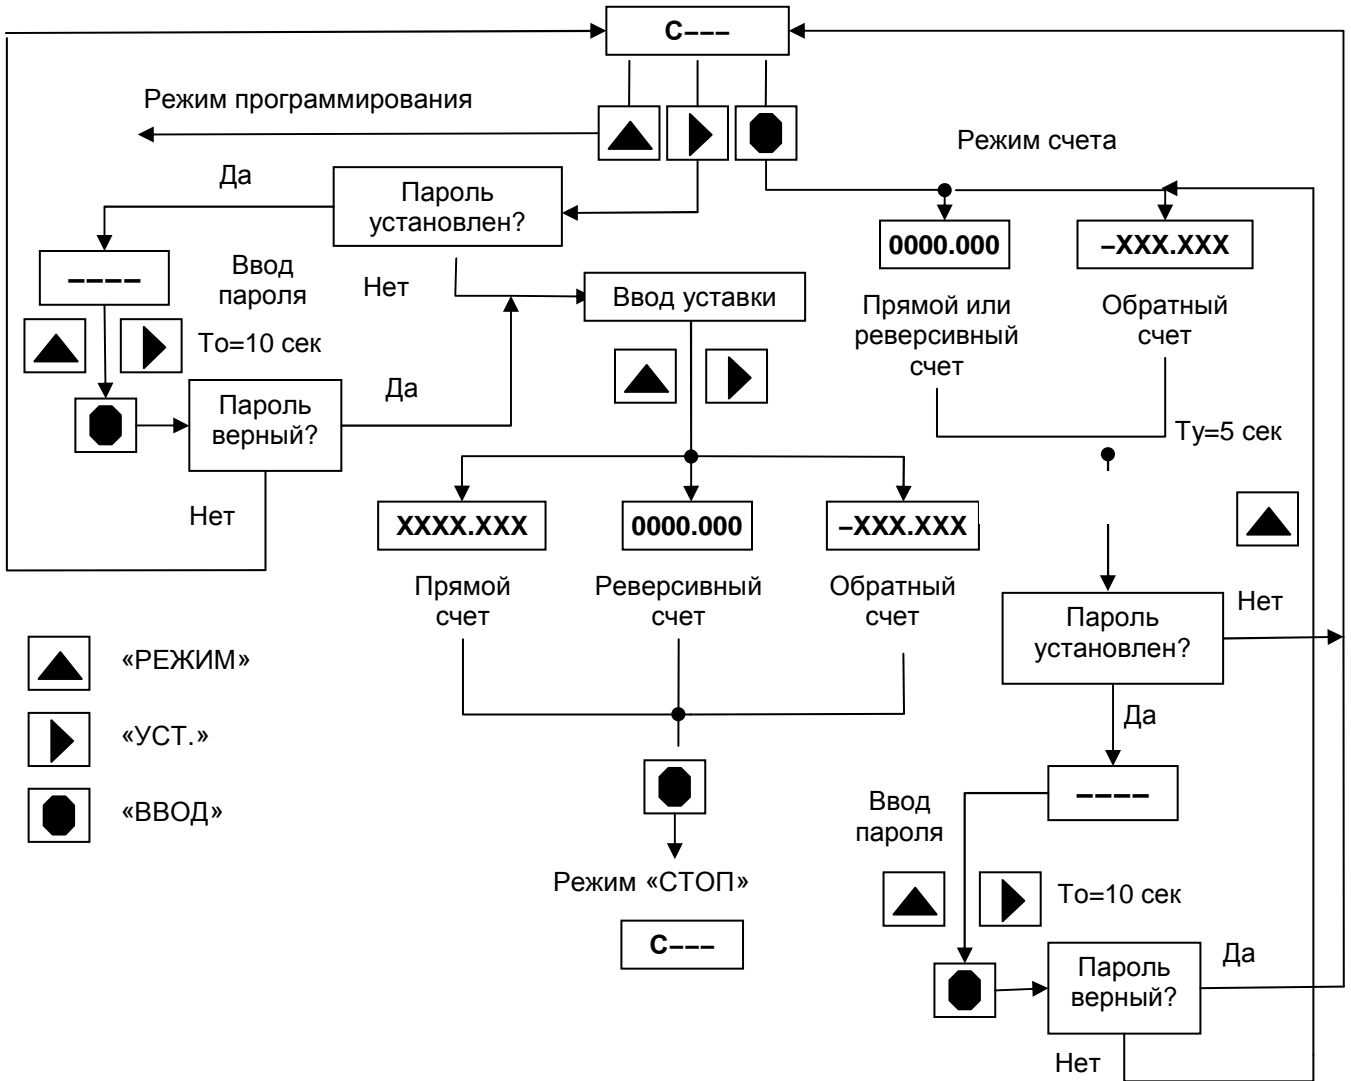 С–––
Режим программирования
Режим счета
Да
Пароль
установлен?
0000.000
–XXX.XXX
––––
Ввод
пароля
Нет
Ввод уставки
Прямой или
реверсивный
счет
Обратный
счет
То=10 сек
Пароль
верный?
Да
Ту=5 сек
Нет
XXXX.XXX
0000.000
–XXX.XXX
Прямой
счет
Реверсивный
счет
Обратный
счет
Пароль
установлен?
Нет
«РЕЖИМ»
«УСТ.»
«ВВОД»
Да
––––
Ввод
пароля
Режим «СТОП»
С–––
То=10 сек
Пароль
верный?
Да
Нет